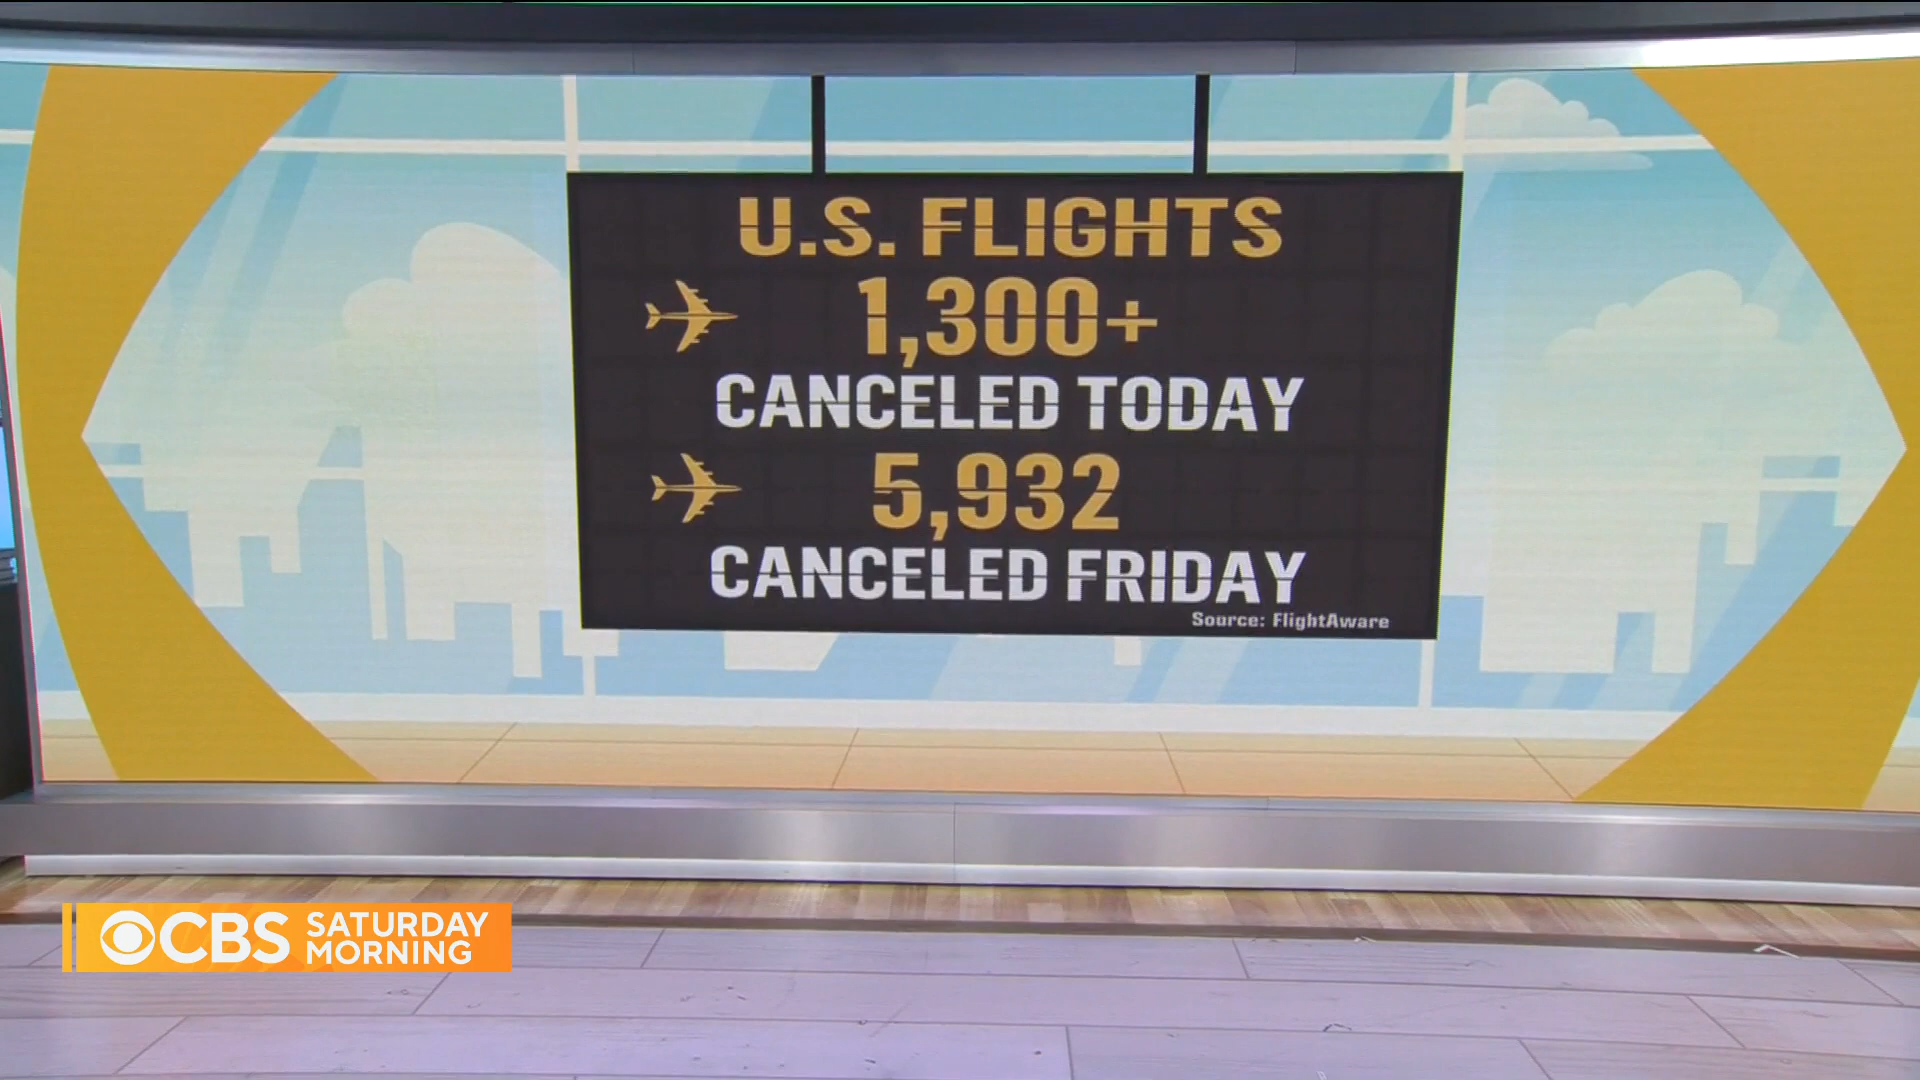 U.S. FLIGHTS
1,300+
CANCELED TODAY
5,932
CANCELED FRIDAY
Source: FlightAware
CBS SATURDAY
MORNING